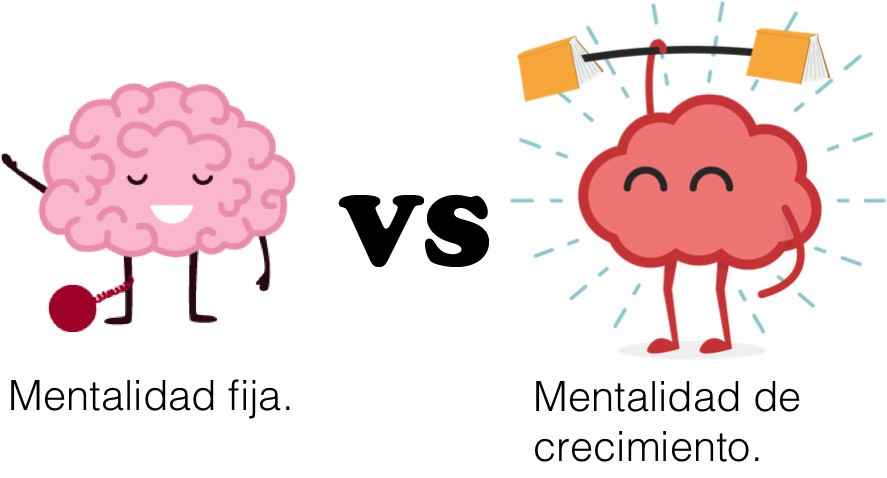 vs
Mentalidad fija.
Mentalidad de
crecimiento.